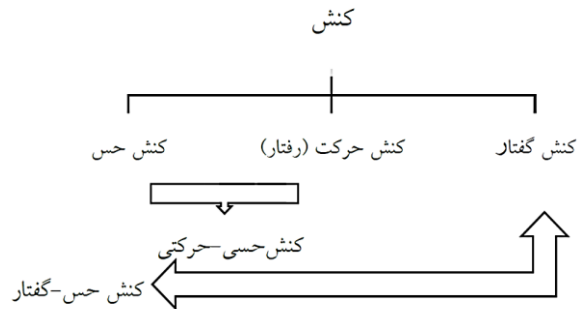 کنش
کنش گفتار
کنش حرکت (رفتار)
کنش حس
کنش‌حسی-حرکتی
کنش حس-گفتار